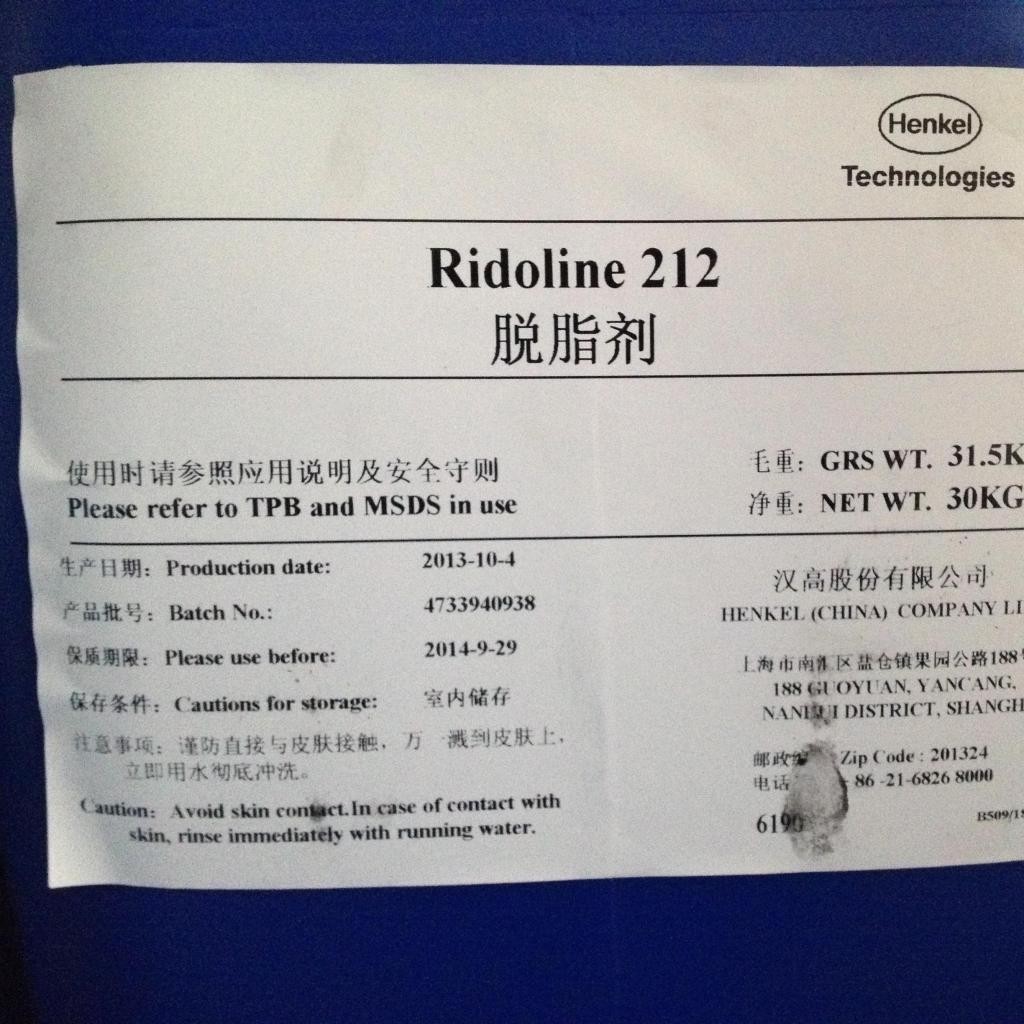 Henkel
Technologies
Ridoline 212
脱脂剂
使用时请参照应用说明及安全守则
Please refer to TPB and MSDS in use
毛重: GRS WT. 31.5K
净重: NET WT. 30KG
生产日期: Production date: 2013-10-4
产品批号: Batch No.: 4733940938
保质期限: Please use before: 2014-9-29
保存条件: Cautions for storage: 室内储存
注意事项: 谨防直接与皮肤接触, 万一溅到皮肤上,
立即用水彻底冲洗。
Caution: Avoid skin contact.In case of contact with
skin, rinse immediately with running water.
汉高股份有限公司
HENKEL (CHINA) COMPANY
上海市南汇区盐仓镇果园公路188
188 GUOYUAN, YANCANG,
NANHUI DISTRICT, SHANGH
邮政 Zip Code : 201324
电话 86 -21-6826 8000
6190
B509/18